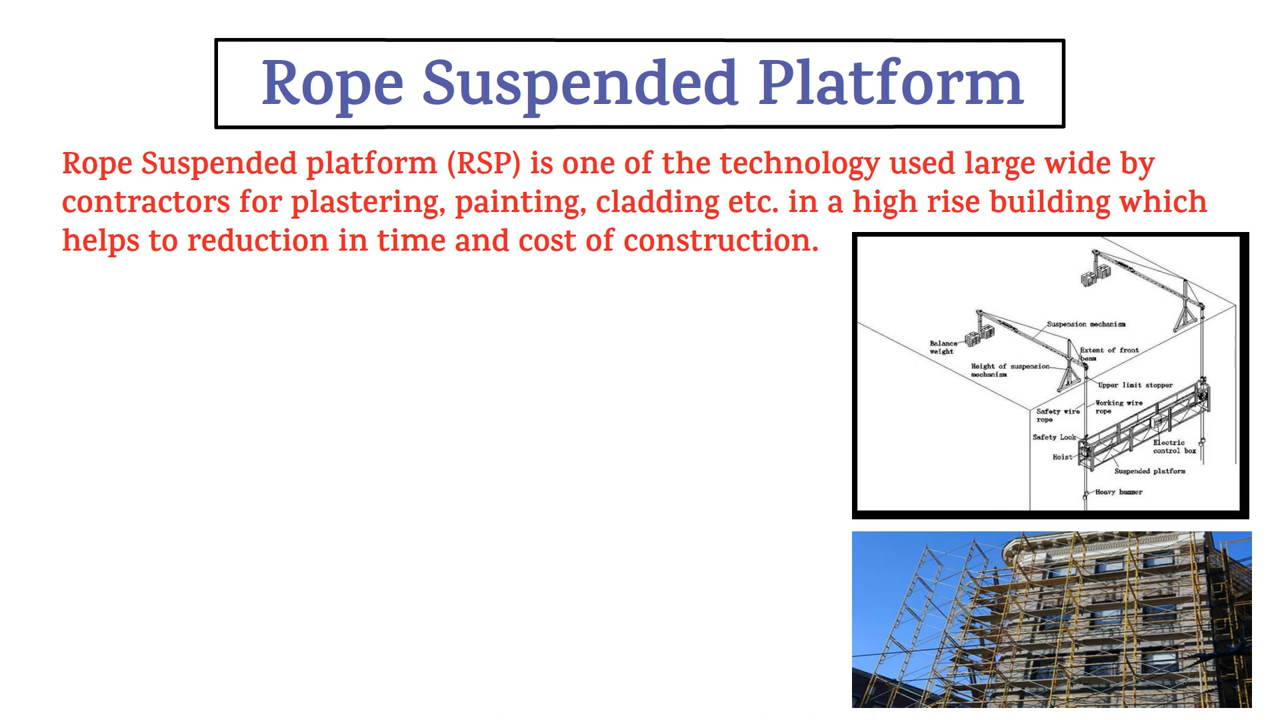 Rope Suspended Platform
Rope Suspended platform (RSP) is one of the technology used large wide by
contractors for plastering, painting, cladding etc. in a high rise building which
helps to reduction in time and cost of construction.
Suspension mechanism
Balance
weight
Extent of front
beam
Height of suspension
mechanism
Upper limit stopper
Working wire
rope
Safety wire
rope
Safety Lock
Electric
control box
Hoist
Suspended platform
Heavy hammer